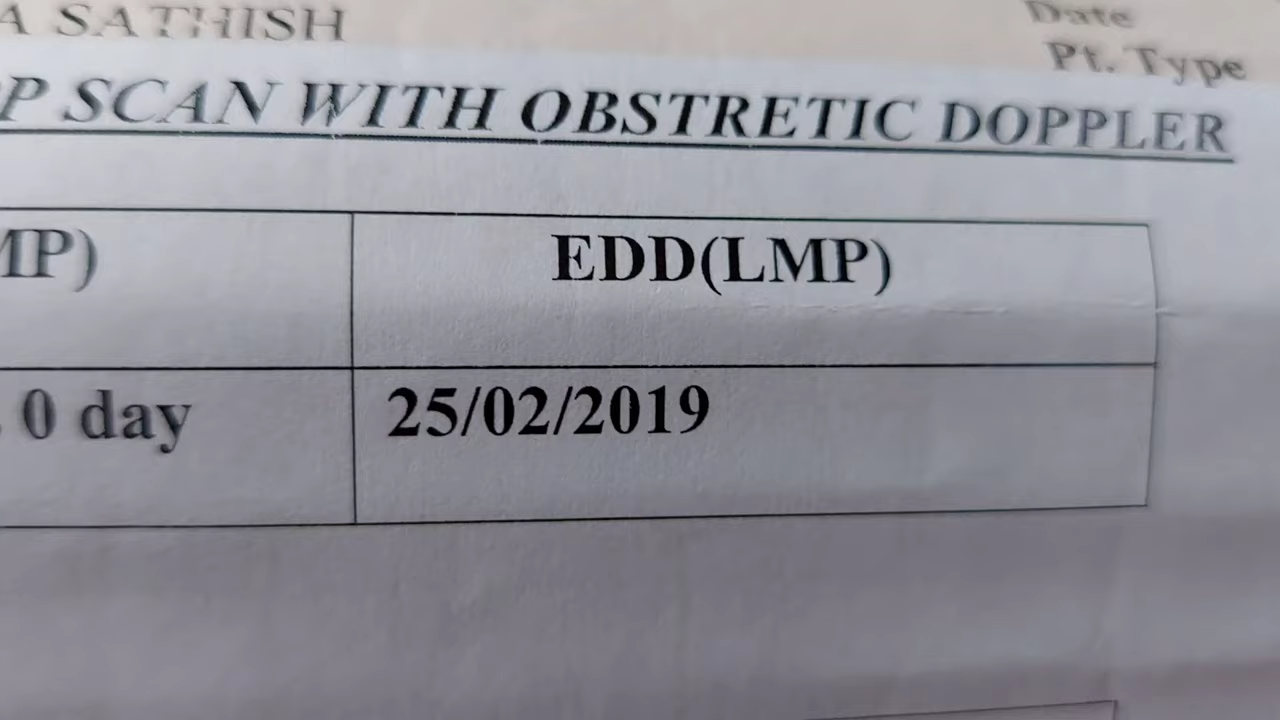 A SATHISH
Date
Pt. Type
P SCAN WITH OBSTRETIC DOPPLER
MP) EDD(LMP)
0 day 25/02/2019